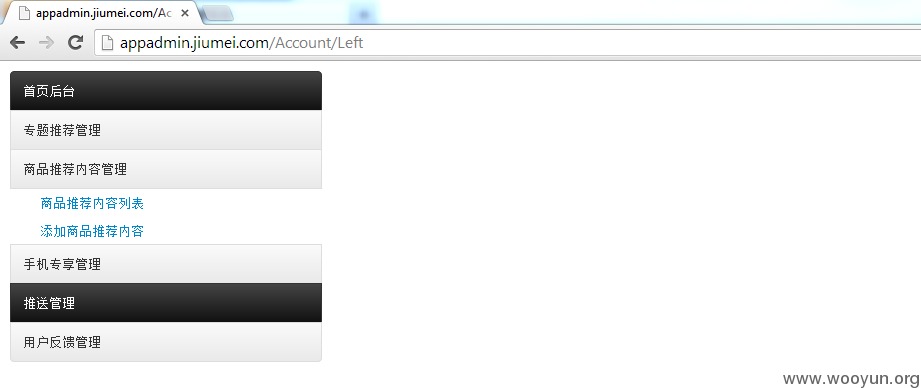 appadmin.jiumei.com/Ac
appadmin.jiumei.com/Account/Left
首页后台
专题推荐管理
商品推荐内容管理
商品推荐内容列表
添加商品推荐内容
手机专享管理
推送管理
用户反馈管理
www.wooyun.org